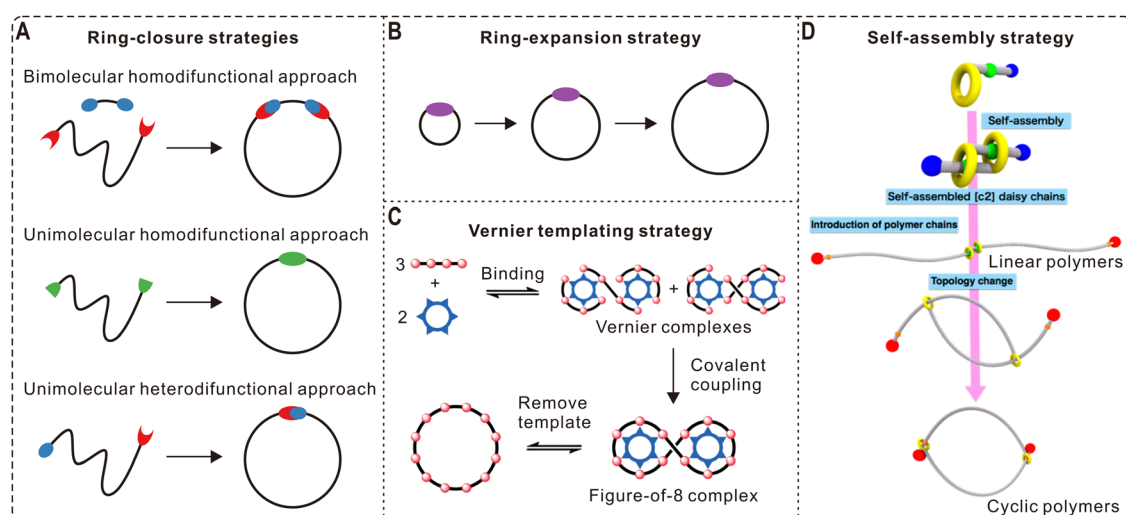 A
Ring-closure strategies
Bimolecular homodifunctional approach
Unimolecular homodifunctional approach
Unimolecular heterodifunctional approach
B
Ring-expansion strategy
C
Vernier templating strategy
3
+
2
Binding
+
Vernier complexes
Covalent
coupling
Remove
template
Figure-of-8 complex
D
Self-assembly strategy
Self-assembly
Self-assembled [c2] daisy chains
Introduction of polymer chains
Linear polymers
Topology change
Cyclic polymers